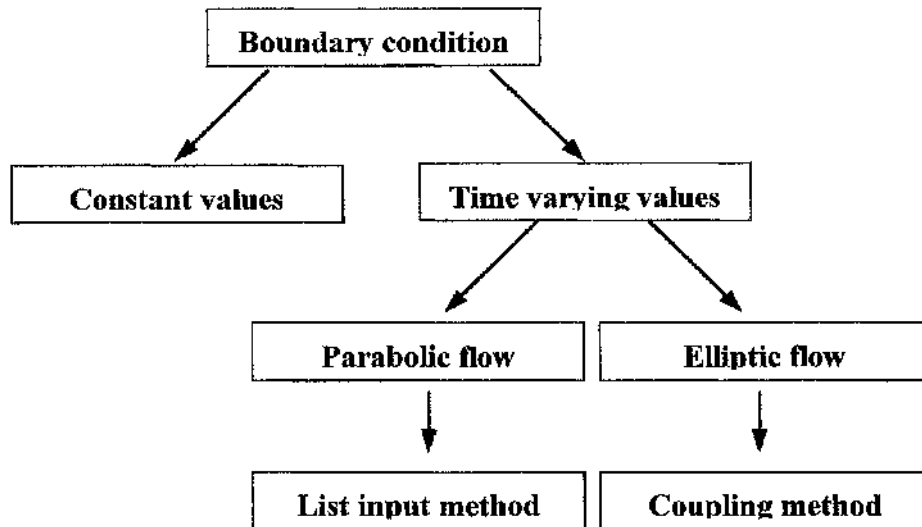 Boundary condition
Constant values
Time varying values
Parabolic flow
Elliptic flow
List input method
Coupling method